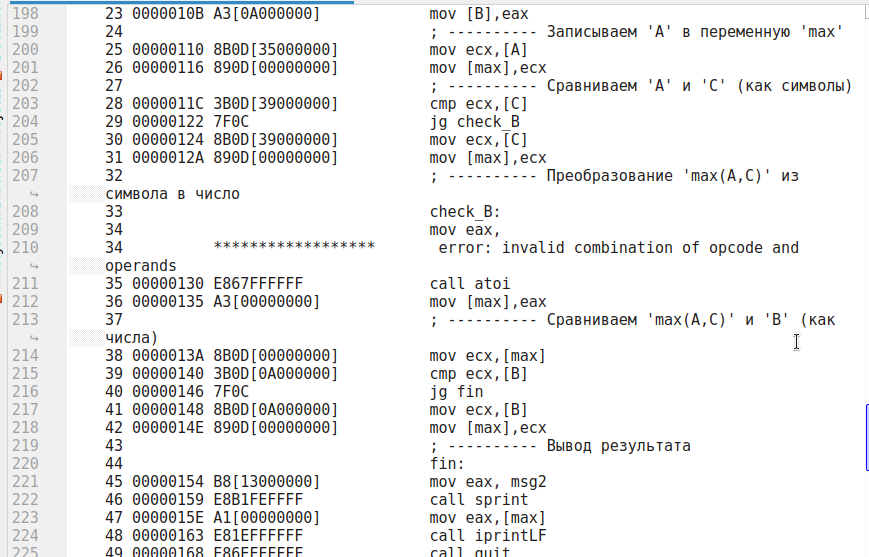 198 23 0000010B A3[0A000000] mov [B],eax
199 24 ; ---------- Записываем 'A' в переменную 'max'
200 25 00000110 8B0D[35000000] mov ecx,[A]
201 26 00000116 890D[00000000] mov [max],ecx
202 27 ; ---------- Сравниваем 'A' и 'C' (как символы)
203 28 0000011C 3B0D[39000000] cmp ecx,[C]
204 29 00000122 7F0C jg check_B
205 30 00000124 8B0D[39000000] mov ecx,[C]
206 31 0000012A 890D[00000000] mov [max],ecx
207 32 ; ---------- Преобразование 'max(A,C)' из
↪ символа в число
208 33 check_B:
209 34 mov eax,
210 34 ****************** error: invalid combination of opcode and
↪ operands
211 35 00000130 E867FFFFFF call atoi
212 36 00000135 A3[00000000] mov [max],eax
213 37 ; ---------- Сравниваем 'max(A,C)' и 'B' (как
↪ числа)
214 38 0000013A 8B0D[00000000] mov ecx,[max]
215 39 00000140 3B0D[0A000000] cmp ecx,[B]
216 40 00000146 7F0C jg fin
217 41 00000148 8B0D[0A000000] mov ecx,[B]
218 42 0000014E 890D[00000000] mov [max],ecx
219 43 ; ---------- Вывод результата
220 44 fin:
221 45 00000154 B8[13000000] mov eax, msg2
222 46 00000159 E8B1FEFFFF call sprint
223 47 0000015E A1[00000000] mov eax,[max]
224 48 00000163 E81EFFFFFF call iprintLF
225 49 00000168 E86EFFFFFF call quit